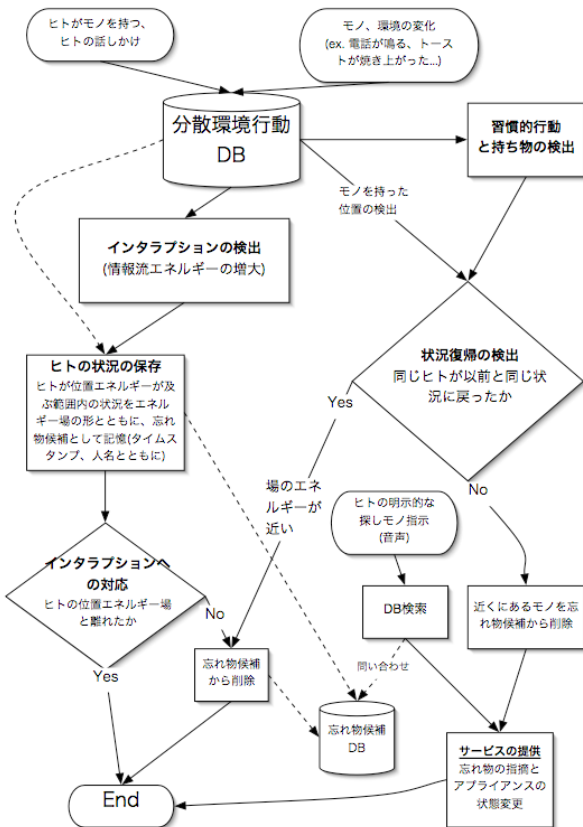 ヒトがモノを持つ、
ヒトの話しかけ
モノ、環境の変化
(ex. 電話が鳴る、トース
トが焼き上がった...)
分散環境行動
DB
習慣的行動
と持ち物の検出
モノを持った
位置の検出
インタラプションの検出
(情報流エネルギーの増大)
ヒトの状況の保存
ヒトが位置エネルギーが及
ぶ範囲内の状況をエネル
ギー場の形とともに、忘れ
物候補として記憶(タイムス
タンプ、人名とともに)
状況復帰の検出
同じヒトが以前と同じ状
況に戻ったか
Yes
No
場のエネ
ルギーが
近い
ヒトの明示的な
探しモノ指示
(音声)
インタラプションへ
の対応
ヒトの位置エネルギー場
と離れたか
No
Yes
DB検索
近くにあるモノを忘
れ物候補から削除
忘れ物候補
から削除
問い合わせ
忘れ物候補
DB
サービスの提供
忘れ物の指摘と
アプライアンスの
状態変更
End